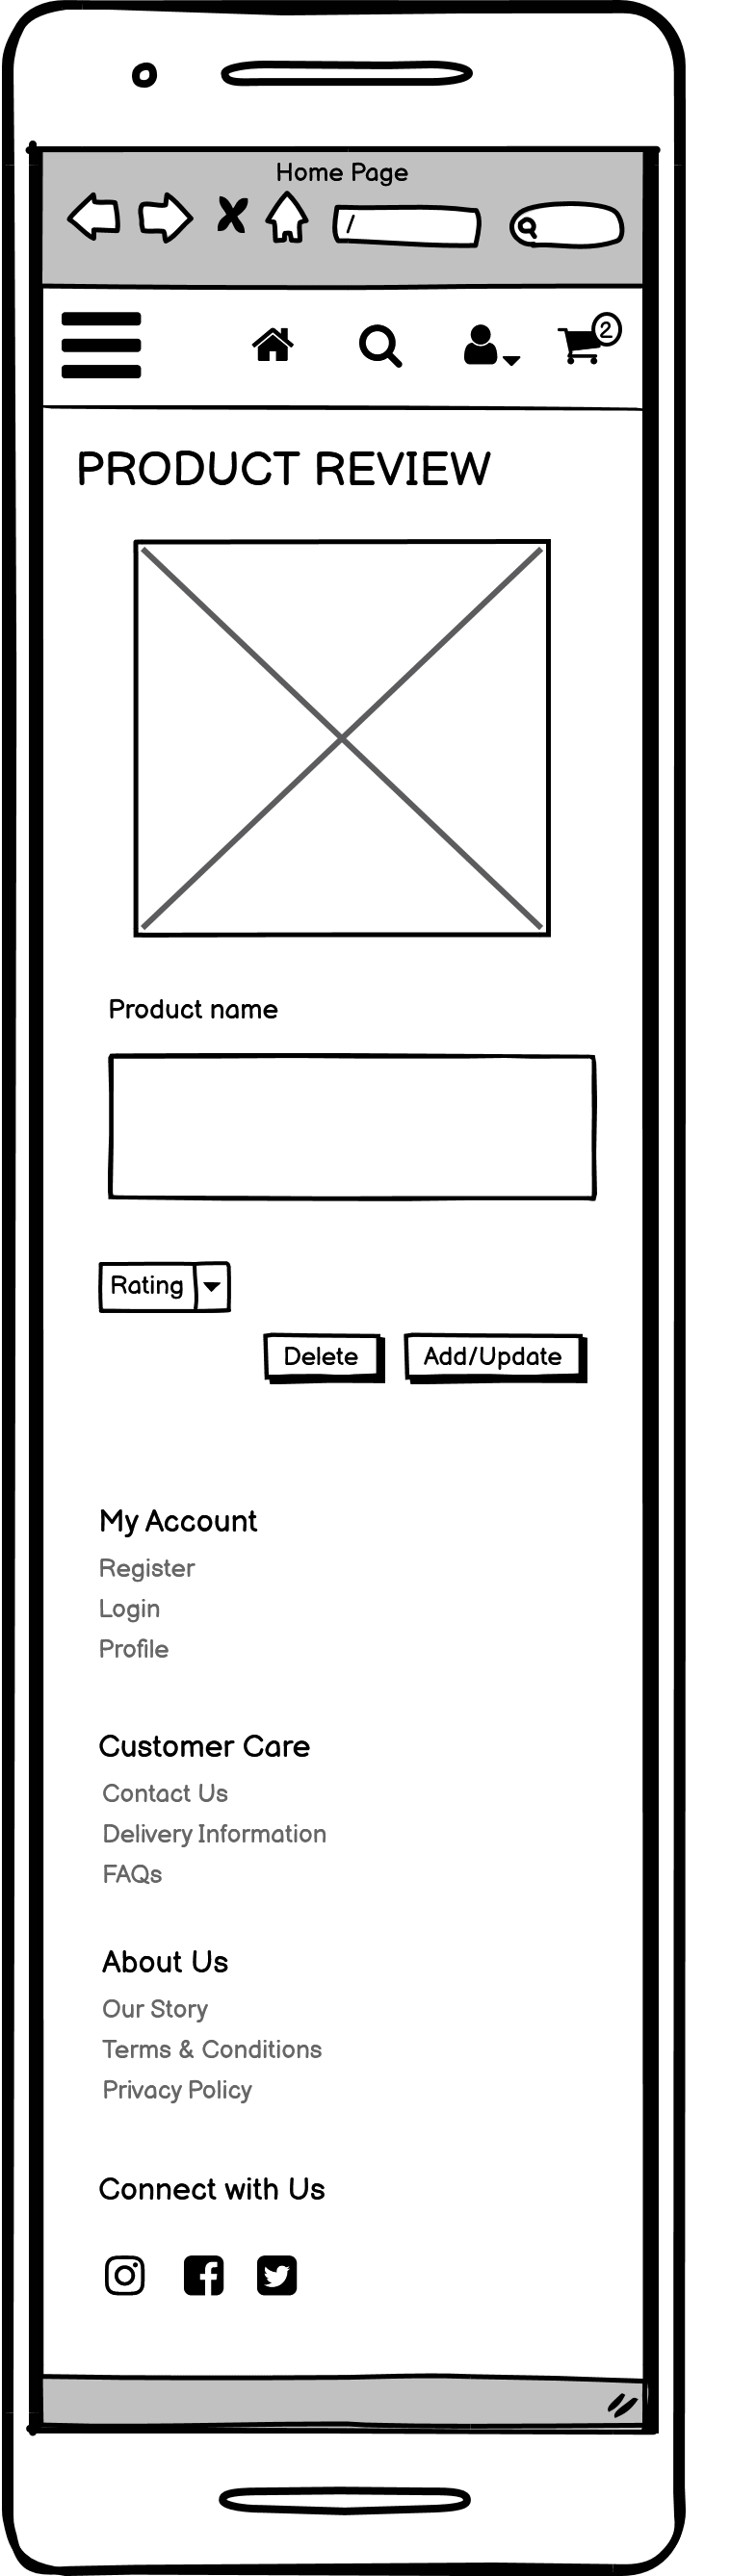 Home Page
/
2
PRODUCT REVIEW
Product name
Rating
Delete Add/Update
My Account
Register
Login
Profile
Customer Care
Contact Us
Delivery Information
FAQs
About Us
Our Story
Terms & Conditions
Privacy Policy
Connect with Us